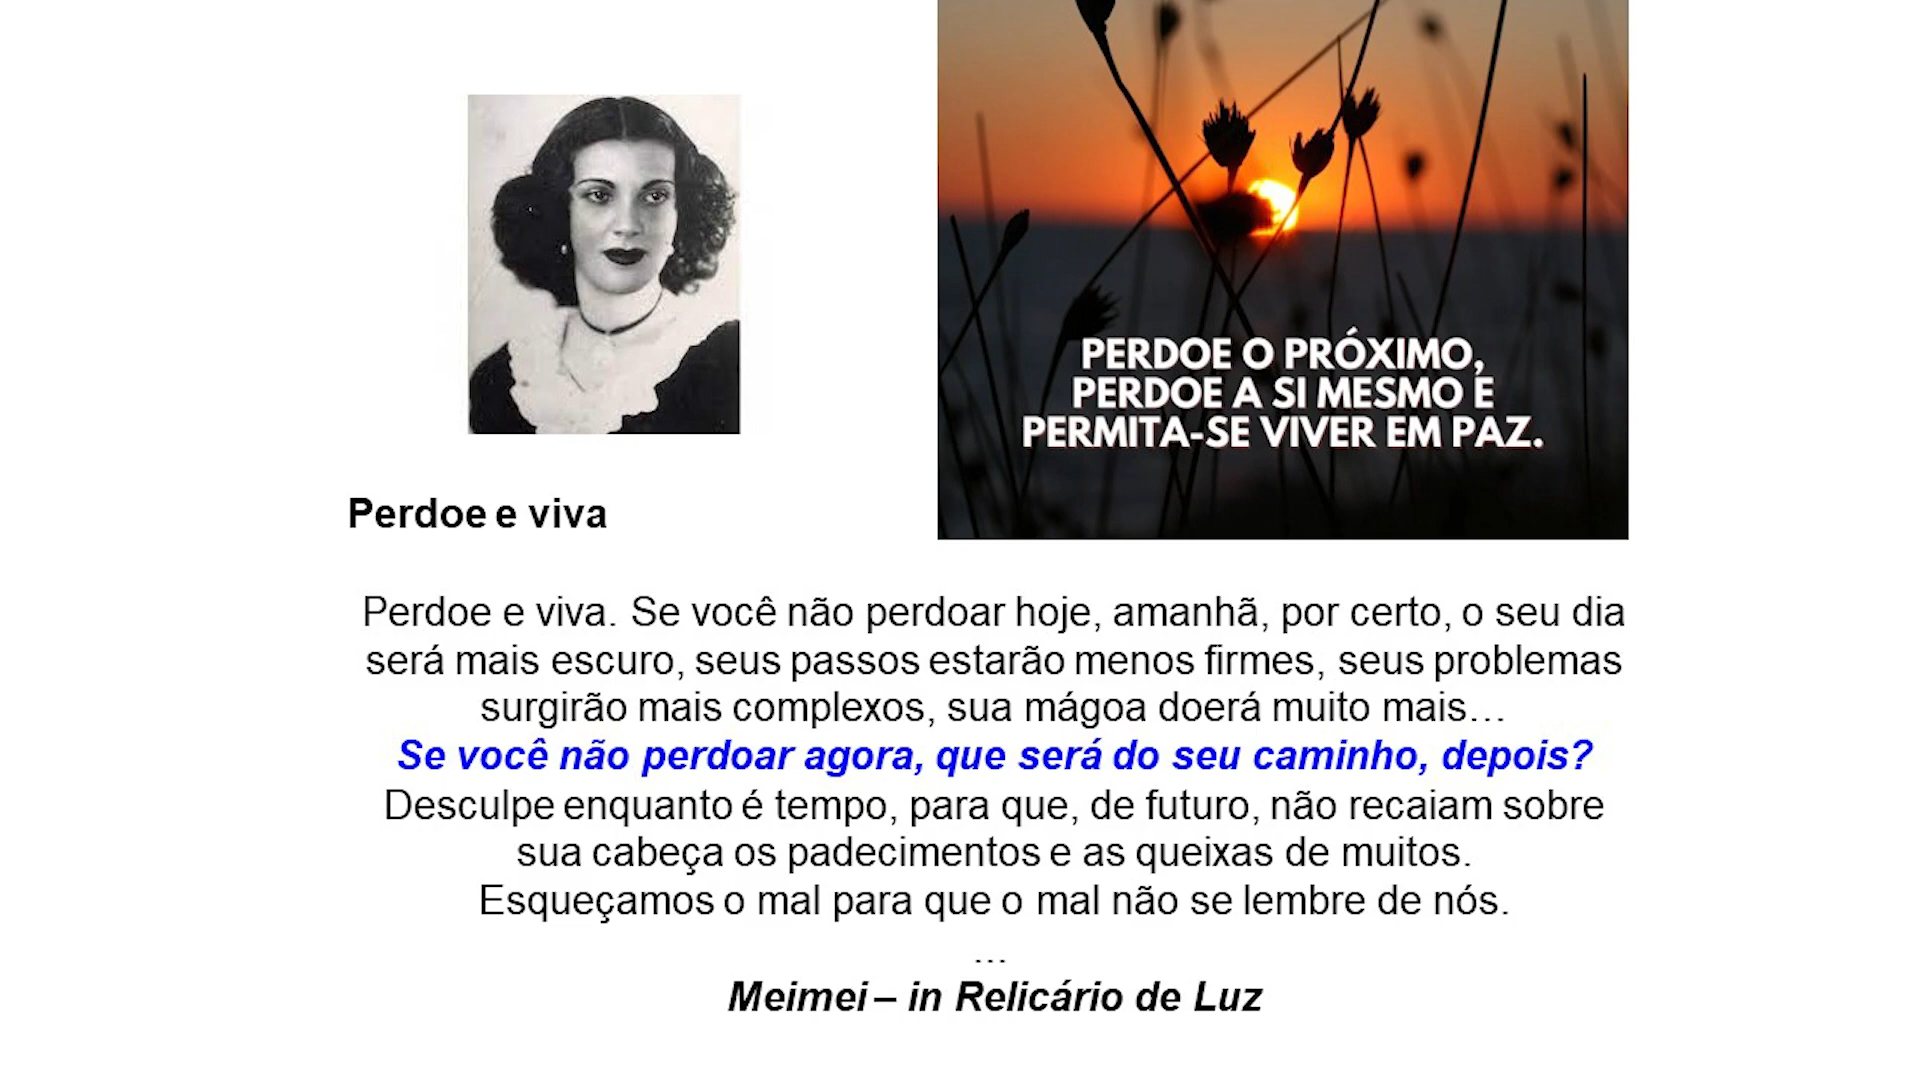 PERDOE O PRÓXIMO,
PERDOE A SI MESMO E
PERMITA-SE VIVER EM PAZ.
Perdoe e viva
Perdoe e viva. Se você não perdoar hoje, amanhã, por certo, o seu dia
será mais escuro, seus passos estarão menos firmes, seus problemas
surgirão mais complexos, sua mágoa doerá muito mais…
Se você não perdoar agora, que será do seu caminho, depois?
Desculpe enquanto é tempo, para que, de futuro, não recaiam sobre
sua cabeça os padecimentos e as queixas de muitos.
Esqueçamos o mal para que o mal não se lembre de nós.
…
Meimei – in Relicário de Luz